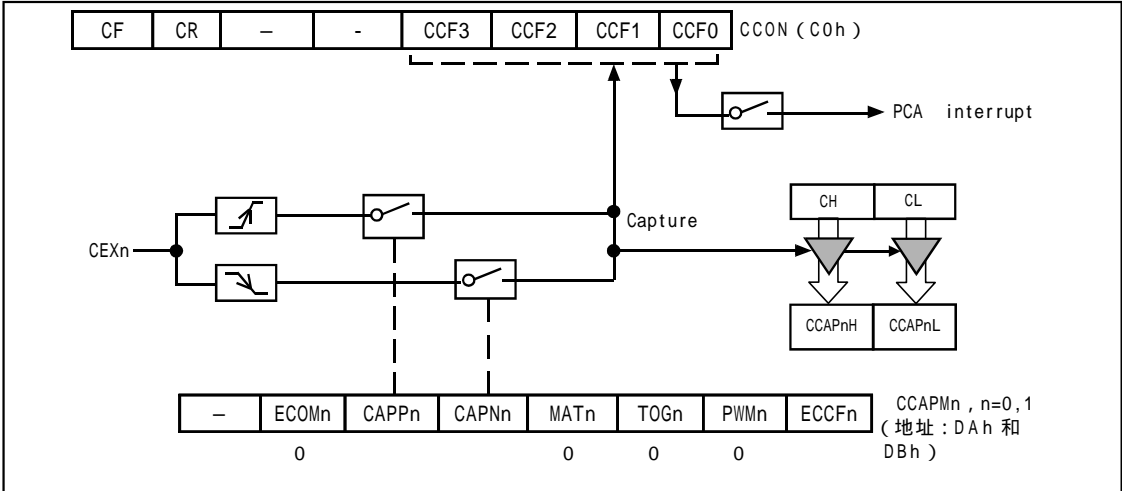 CF CR – - CCF3 CCF2 CCF1 CCF0 CCON (C0h)
PCA interrupt
CH CL
Capture
CEXn
CCAPnH CCAPnL
– ECOMn CAPPn CAPNn MATn TOGn PWMn ECCFn
CCAPMn, n=0,1
(地址:DAh 和
DBh)
0 0 0 0